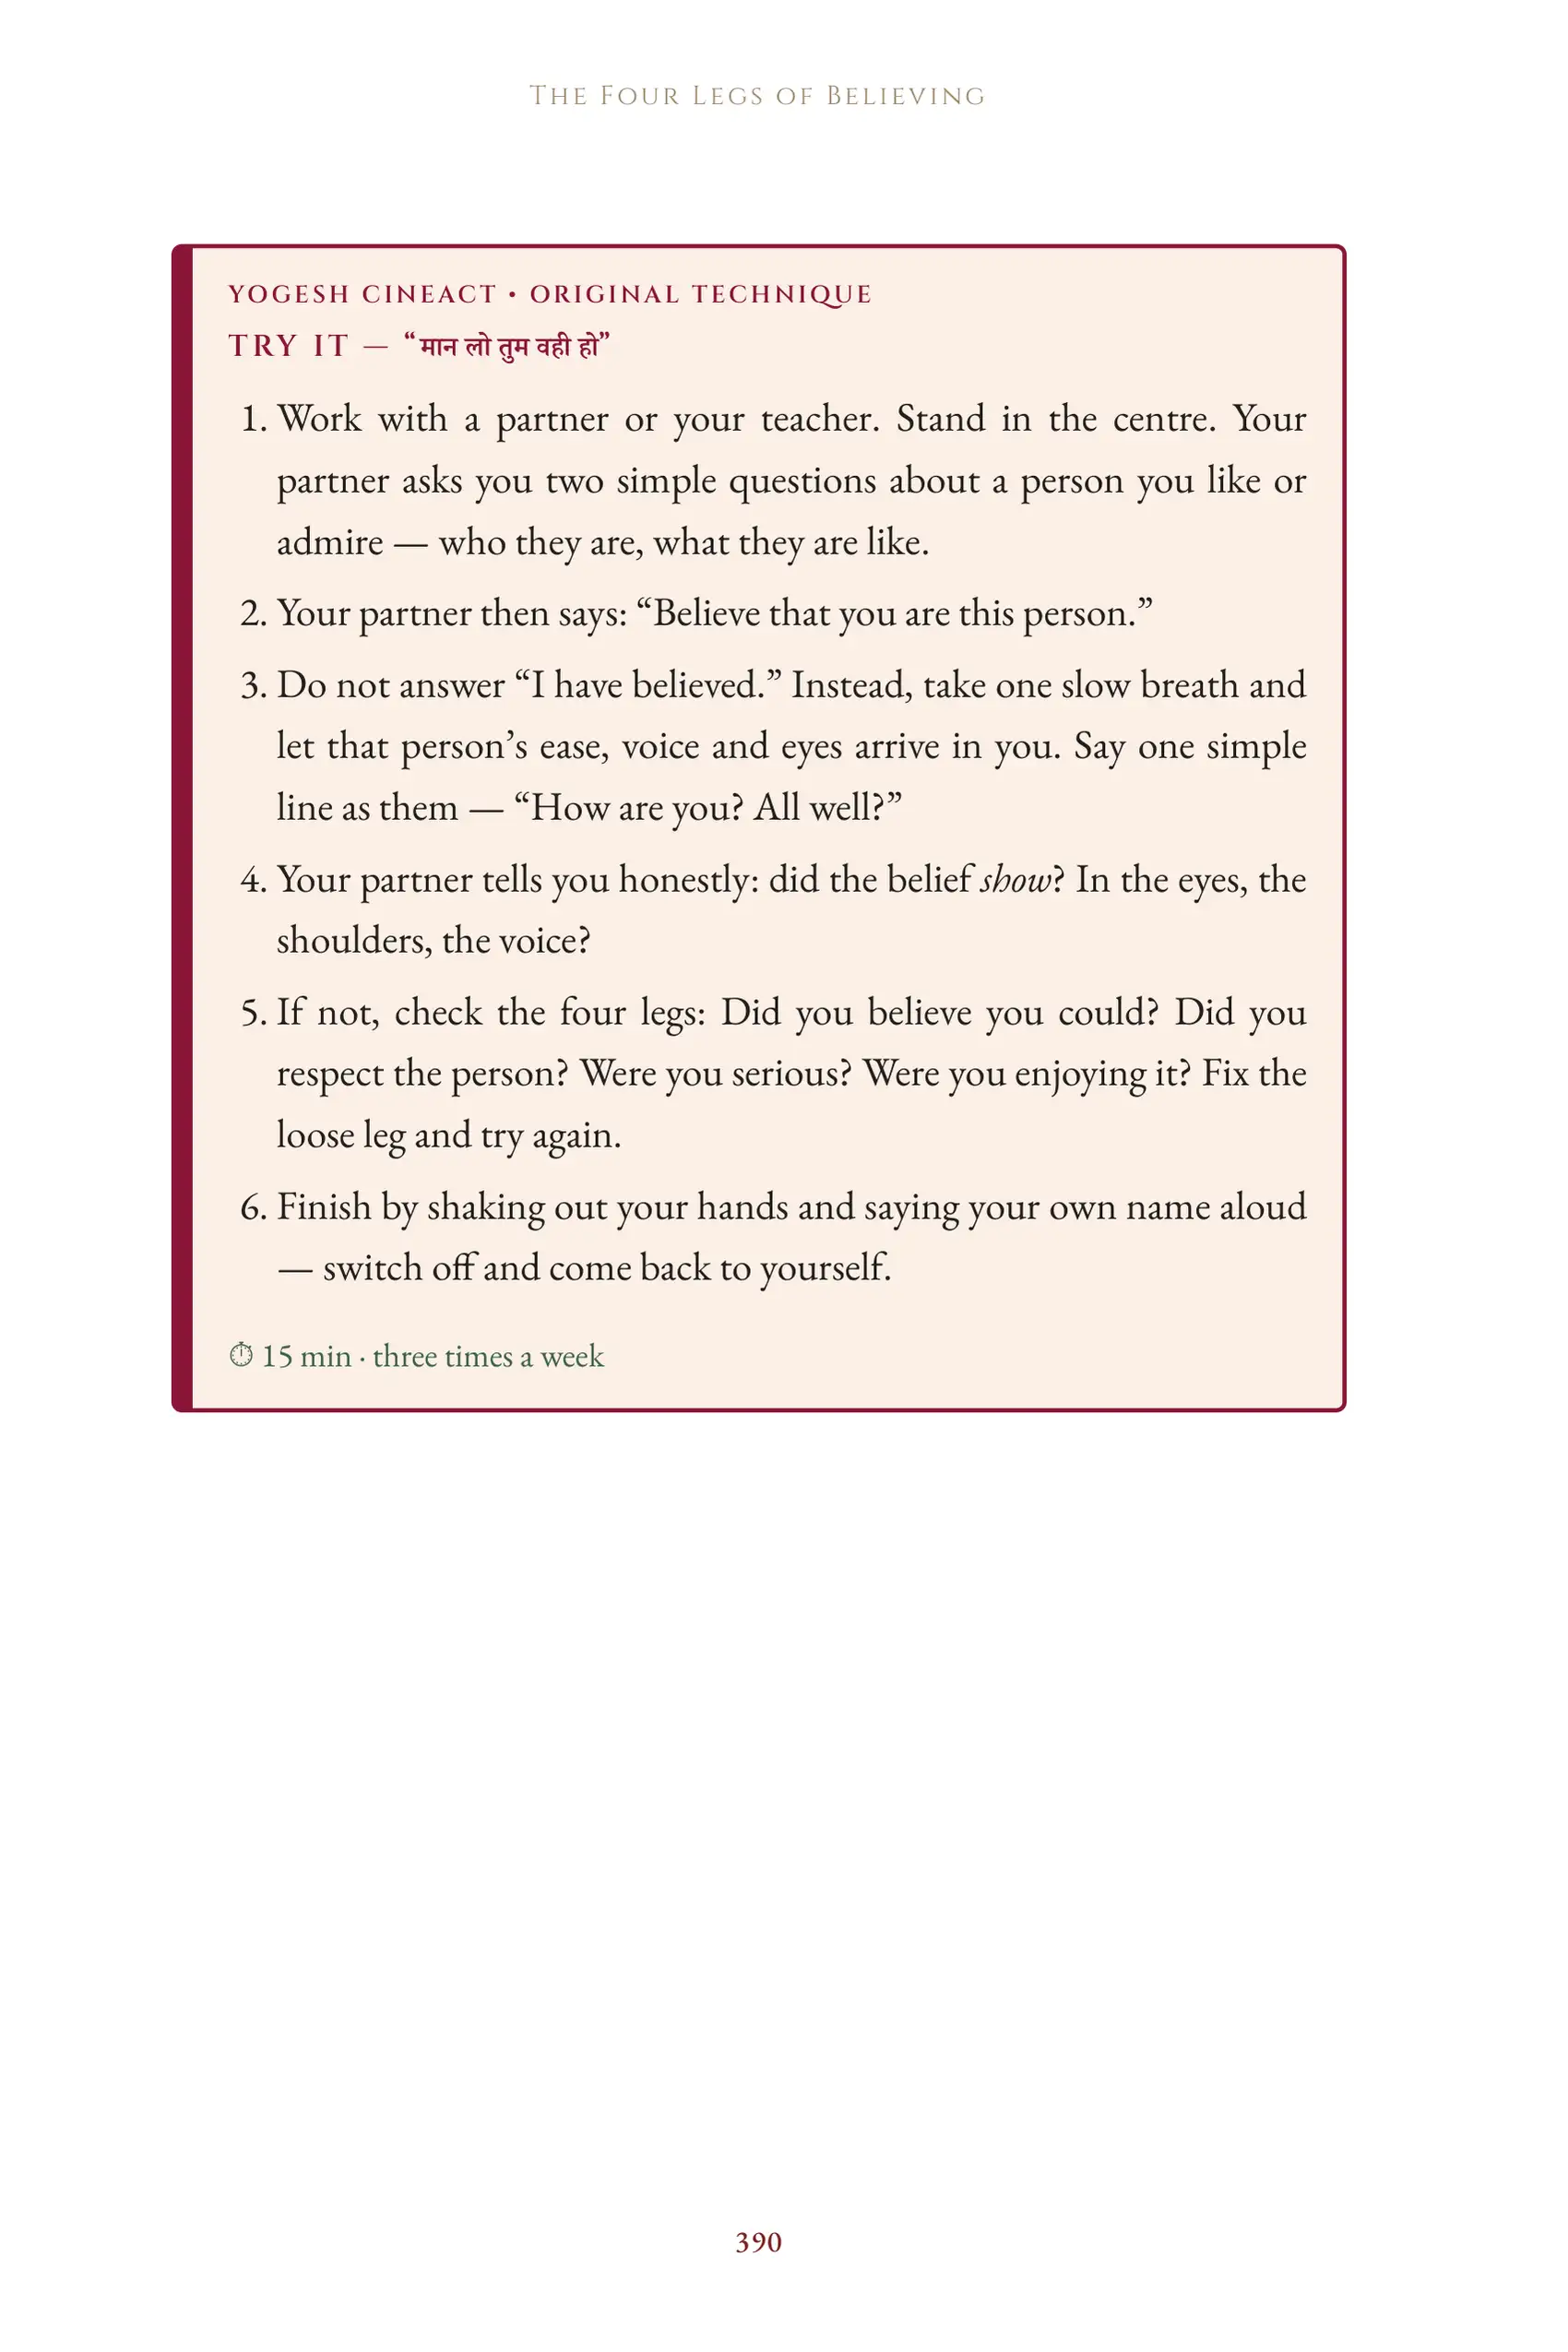 The Four Legs of Believing
YOGESH CINEACT • ORIGINAL TECHNIQUE
TRY IT — “मान लो तुम वही हो”
1. Work with a partner or your teacher. Stand in the centre. Your
partner asks you two simple questions about a person you like or
admire — who they are, what they are like.
2. Your partner then says: “Believe that you are this person.”
3. Do not answer “I have believed.” Instead, take one slow breath and
let that person’s ease, voice and eyes arrive in you. Say one simple
line as them — “How are you? All well?”
4. Your partner tells you honestly: did the belief show? In the eyes, the
shoulders, the voice?
5. If not, check the four legs: Did you believe you could? Did you
respect the person? Were you serious? Were you enjoying it? Fix the
loose leg and try again.
6. Finish by shaking out your hands and saying your own name aloud
— switch off and come back to yourself.
⏱ 15 min · three times a week
390